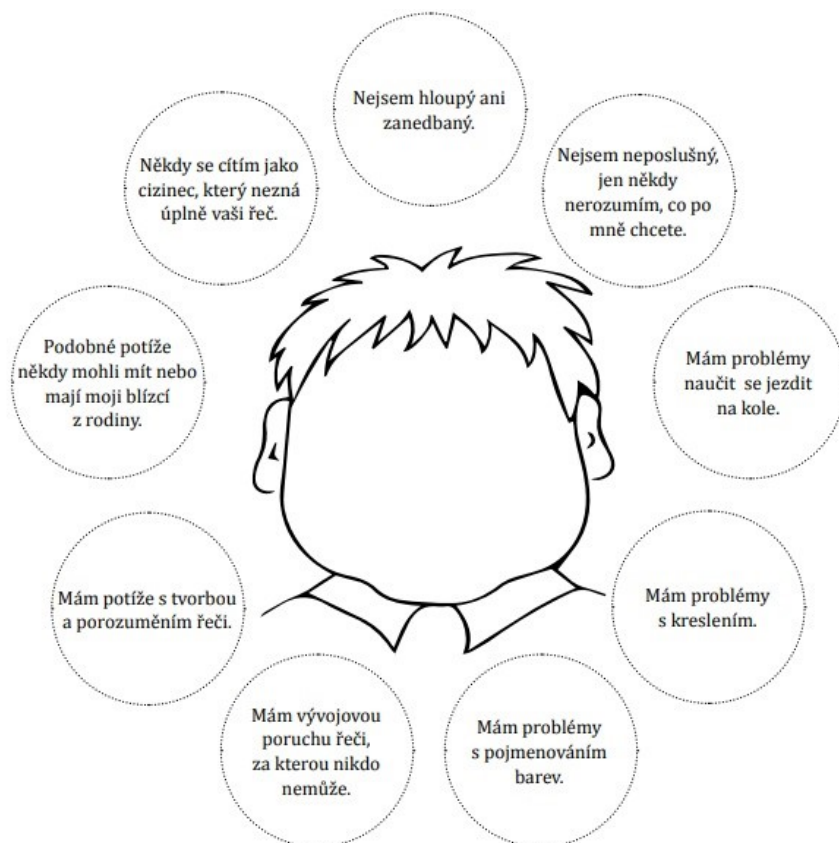 Nejsem hloupý ani
zanedbaný.
Někdy se cítím jako
cizinec, který nezná
úplně vaši řeč.
Nejsem neposlušný,
jen někdy
nerozumím, co po
mně chcete.
Podobné potíže
někdy mohli mít nebo
mají moji blízcí
z rodiny.
Mám problémy
naučit se jezdit
na kole.
Mám potíže s tvorbou
a porozuměním řeči.
Mám problémy
s kreslením.
Mám vývojovou
poruchu řeči,
za kterou nikdo
nemůže.
Mám problémy
s pojmenováním
barev.